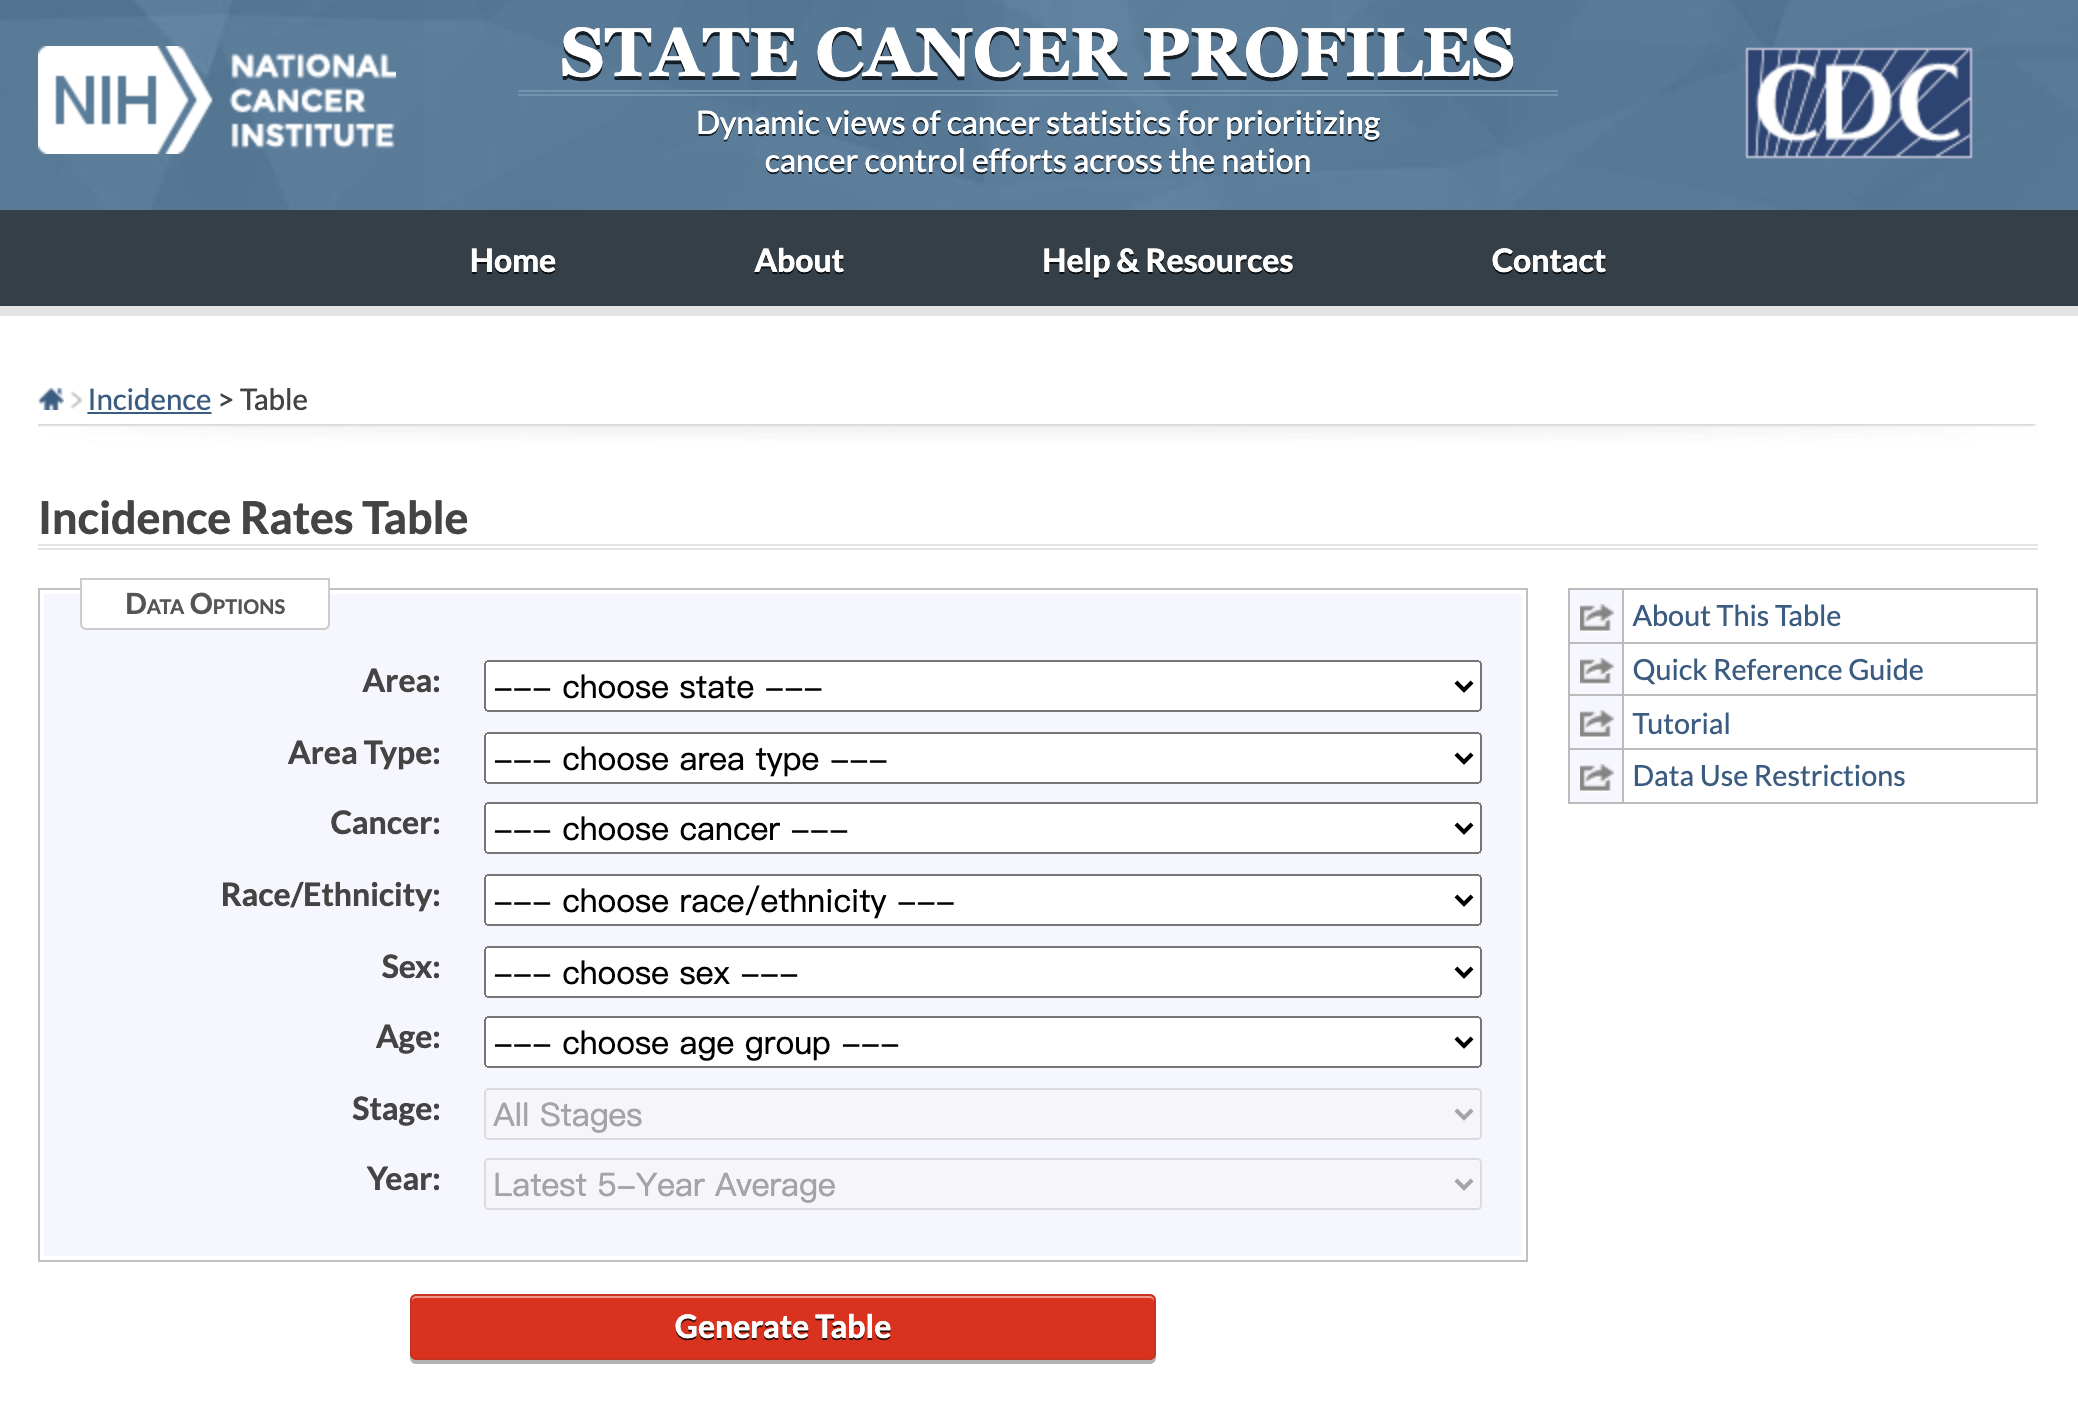 NIH
NATIONAL
CANCER
INSTITUTE
STATE CANCER PROFILES
Dynamic views of cancer statistics for prioritizing
cancer control efforts across the nation
CDC
Home About Help & Resources Contact
Incidence > Table
Incidence Rates Table
DATA OPTIONS
Area: --- choose state ---
Area Type: --- choose area type ---
Cancer: --- choose cancer ---
Race/Ethnicity: --- choose race/ethnicity ---
Sex: --- choose sex ---
Age: --- choose age group ---
Stage: All Stages
Year: Latest 5-Year Average
Generate Table
About This Table
Quick Reference Guide
Tutorial
Data Use Restrictions